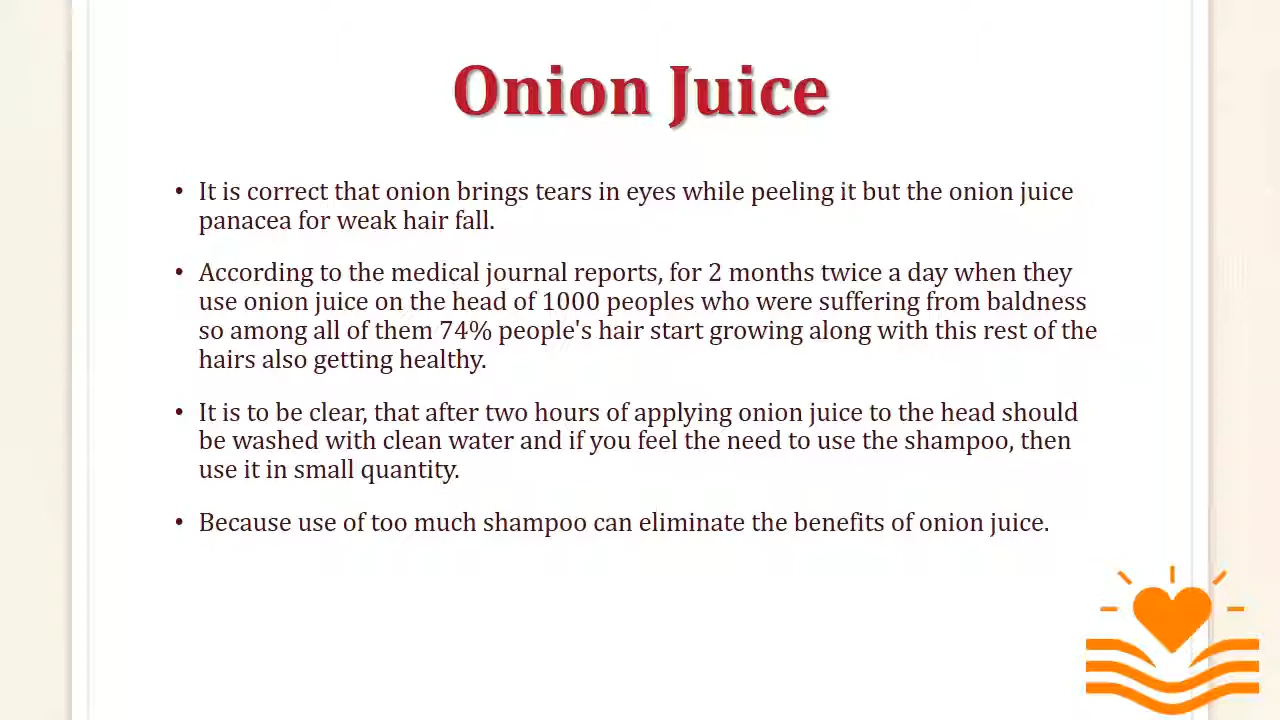 Onion Juice
• It is correct that onion brings tears in eyes while peeling it but the onion juice
panacea for weak hair fall.
• According to the medical journal reports, for 2 months twice a day when they
use onion juice on the head of 1000 peoples who were suffering from baldness
so among all of them 74% people's hair start growing along with this rest of the
hairs also getting healthy.
• It is to be clear, that after two hours of applying onion juice to the head should
be washed with clean water and if you feel the need to use the shampoo, then
use it in small quantity.
• Because use of too much shampoo can eliminate the benefits of onion juice.